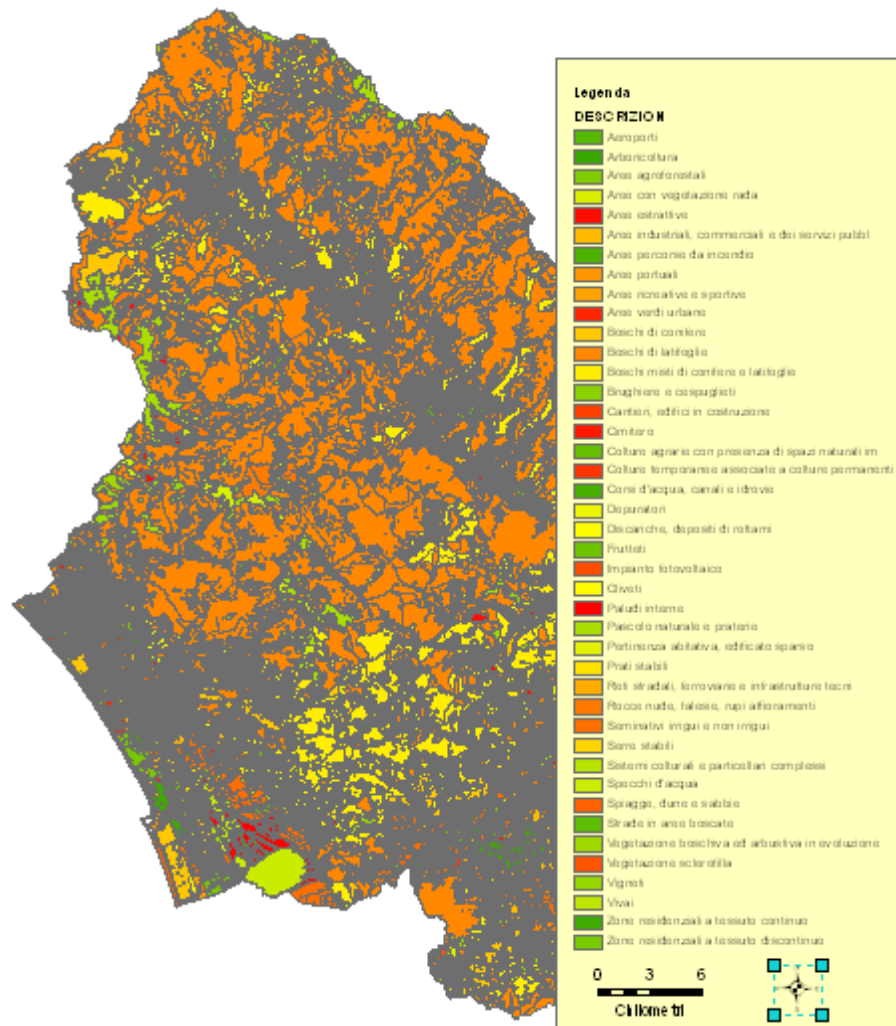 Legenda
DESCRIZION
Aeroporti
Arboricoltura
Aree agroforestali
Aree con vegetazione rada
Aree estrattive
Aree industriali, commerciali e dei servizi pubbl
Aree percorse da incendio
Aree portuali
Aree ricreative e sportive
Aree verdi urbane
Boschi di conifere
Boschi di latifoglie
Boschi misti di conifere e latifoglie
Brughiere e cespuglieti
Cantieri, edifici in costruzione
Cimitero
Colture agrarie con presenza di spazi naturali im
Colture temporanee associate a colture permanenti
Corsi d'acqua, canali e idrovie
Depuratori
Discariche, depositi di rottami
Frutteti
Impianto fotovoltaico
Oliveti
Paludi interne
Pascolo naturale e praterie
Pertinenza abitativa, edificato sparso
Prati stabili
Reti stradali, ferroviarie e infrastrutture tecni
Rocce nude, falesie, rupi affioramenti
Seminativi irrigui e non irrigui
Serre stabili
Sistemi colturali e particellari complessi
Specchi d'acqua
Spiagge, dune e sabbie
Strade in aree boscate
Vegetazione boschiva ed arbustiva in evoluzione
Vegetazione sclerofilla
Vigneti
Vivai
Zone residenziali a tessuto continuo
Zone residenziali a tessuto discontinuo
0 3 6
Chilometri